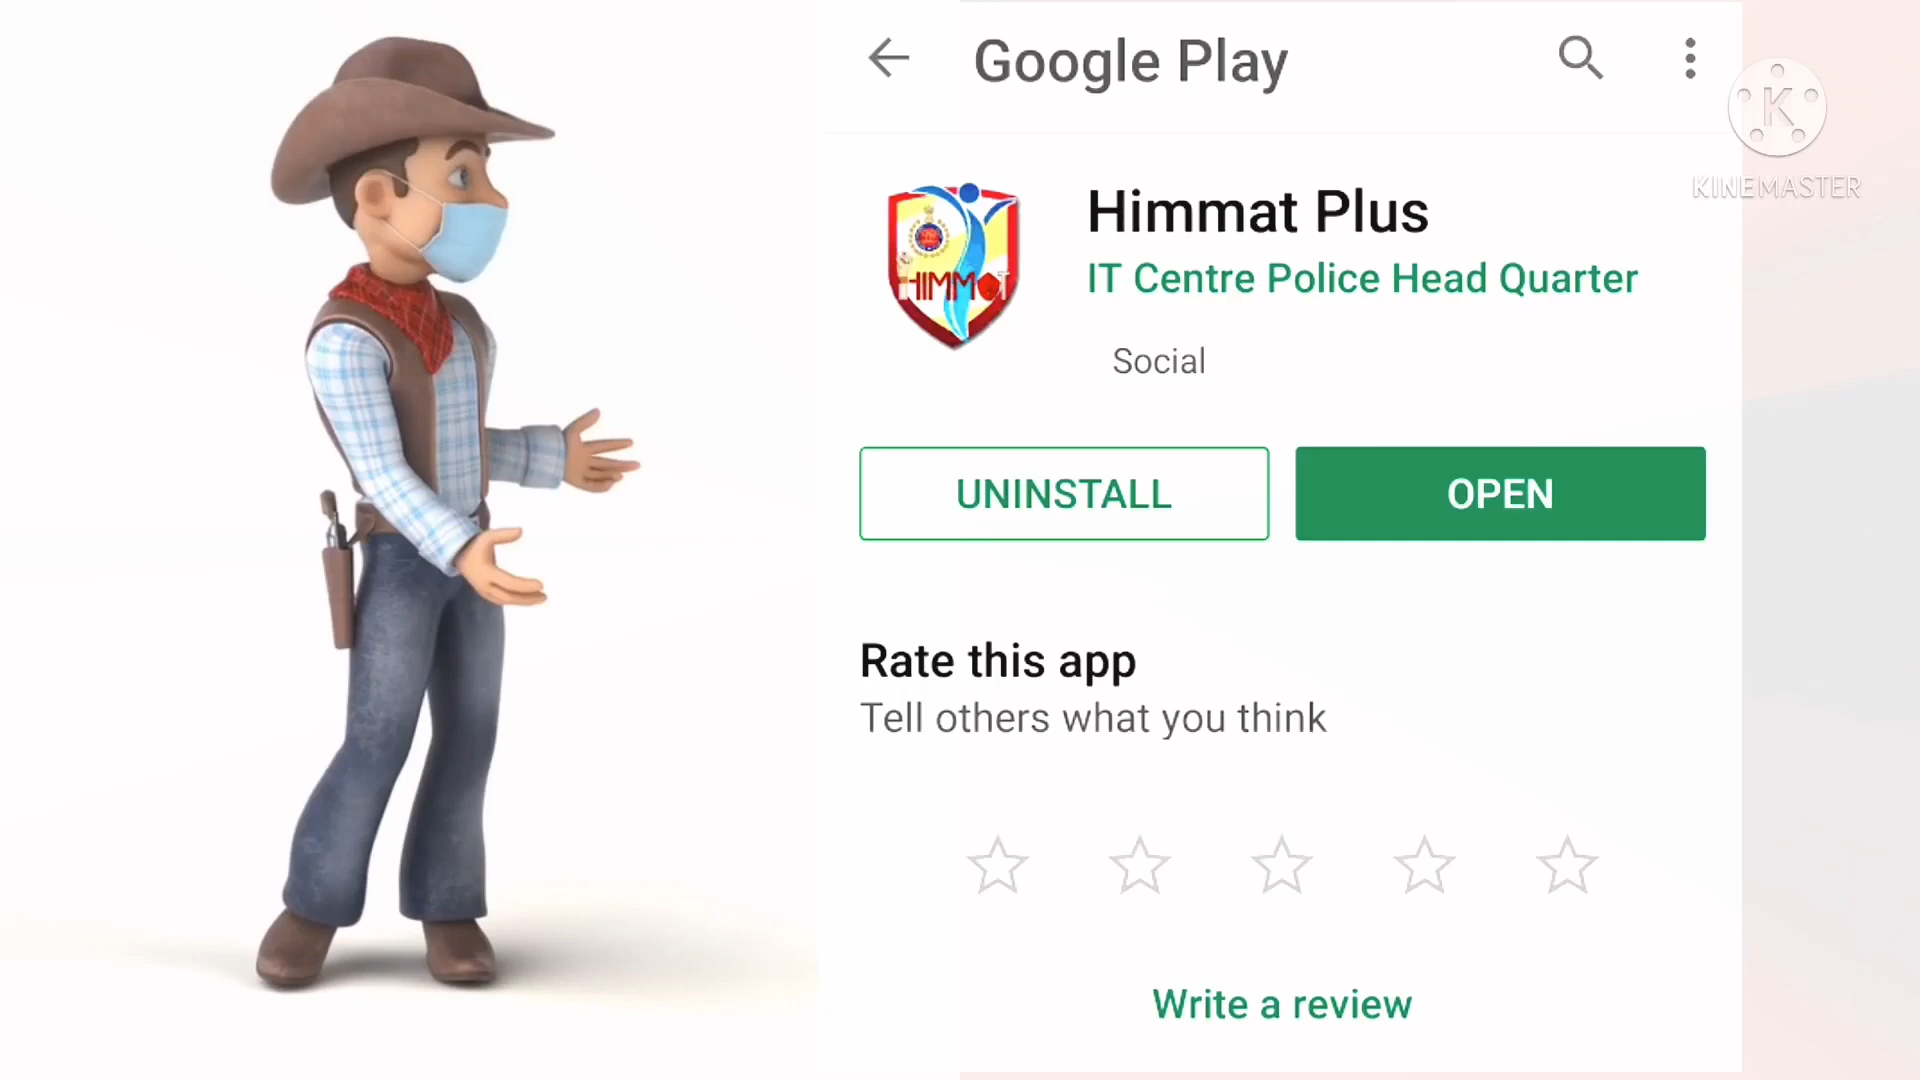 Google Play
K
KINEMASTER
HIMMAT
Himmat Plus
IT Centre Police Head Quarter
Social
UNINSTALL
OPEN
Rate this app
Tell others what you think
Write a review